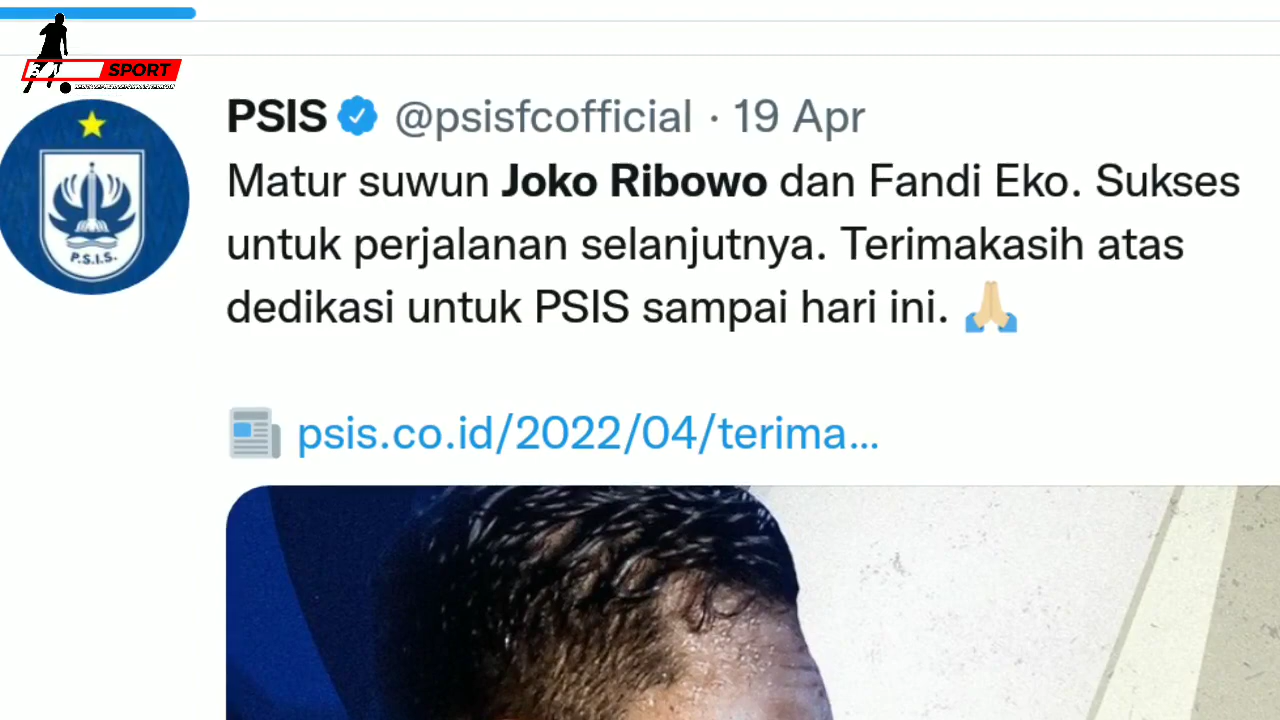 SPORT
PSIS @psisfcofficial · 19 Apr
Matur suwun Joko Ribowo dan Fandi Eko. Sukses
untuk perjalanan selanjutnya. Terimakasih atas
dedikasi untuk PSIS sampai hari ini. 🙏🏼
P.S.I.S.
psis.co.id/2022/04/terima...